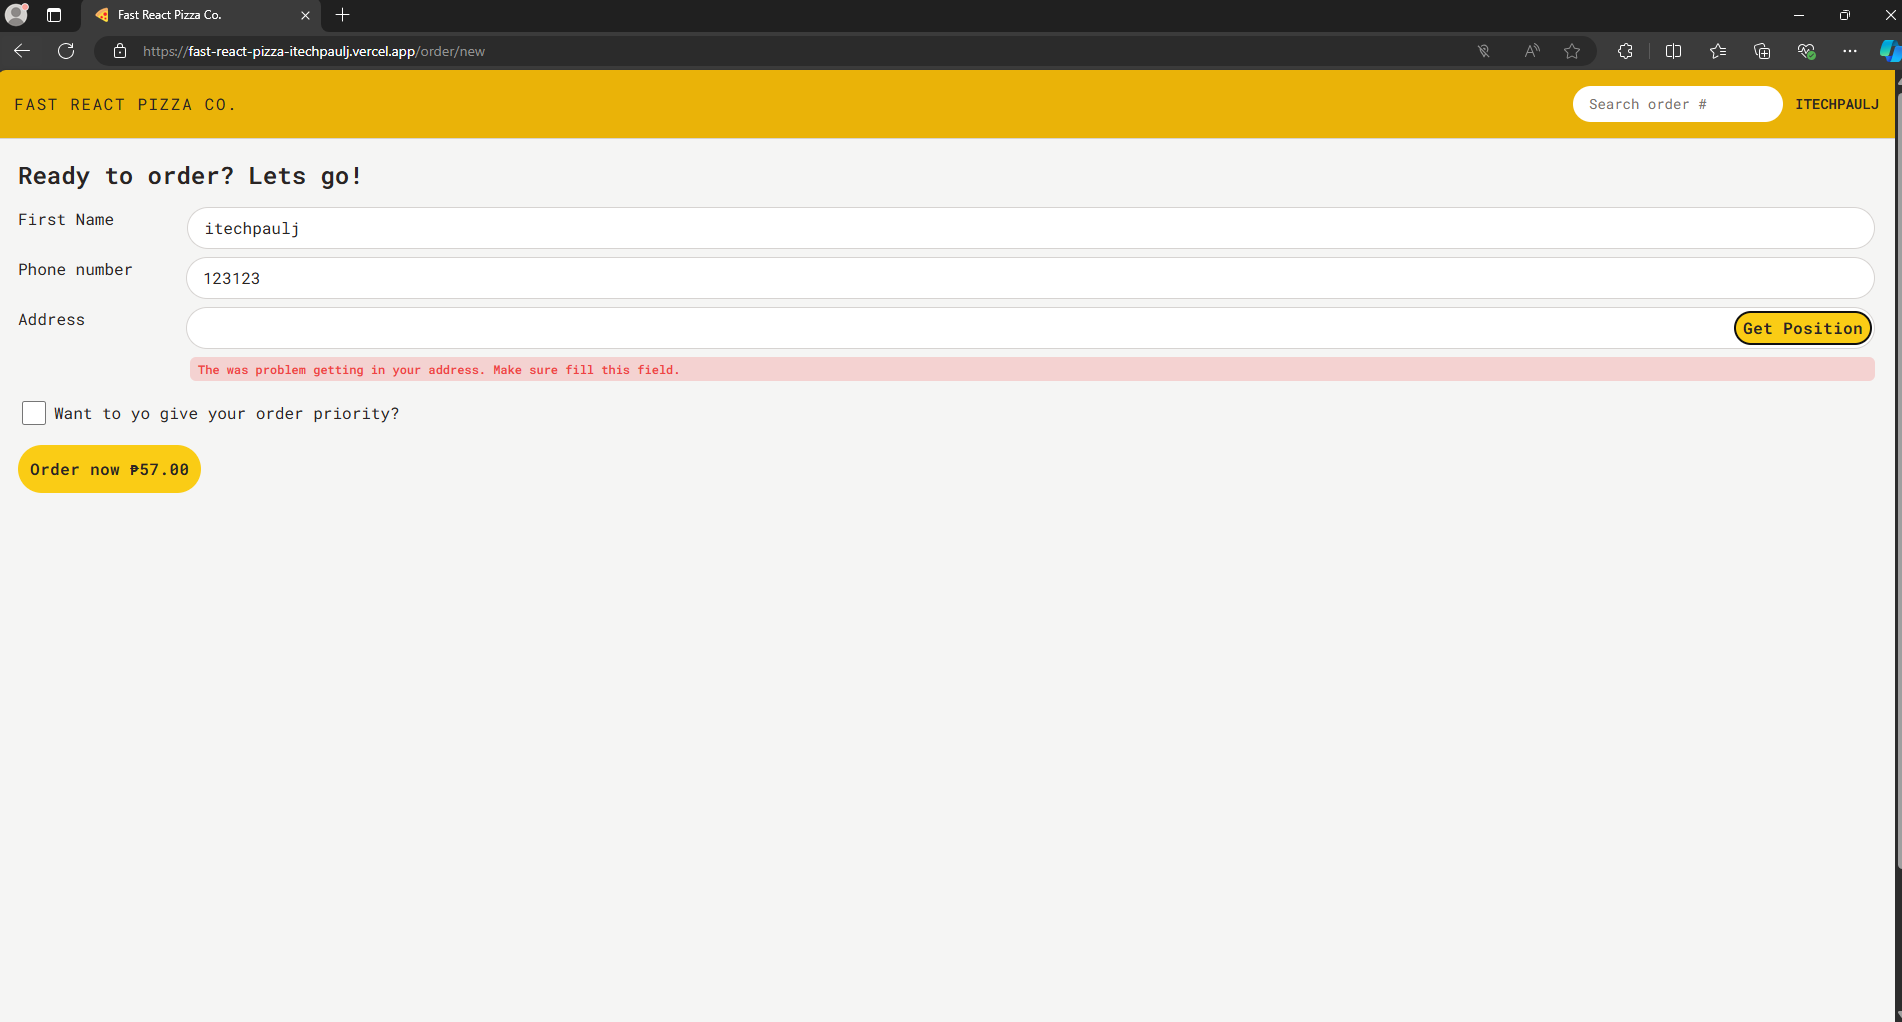 Fast React Pizza Co.
https://fast-react-pizza-itechpaulj.vercel.app/order/new
FAST REACT PIZZA CO.
Search order #
ITECHPAULJ
Ready to order? Lets go!
First Name
itechpaulj
Phone number
123123
Address
Get Position
The was problem getting in your address. Make sure fill this field.
Want to yo give your order priority?
Order now ₱57.00